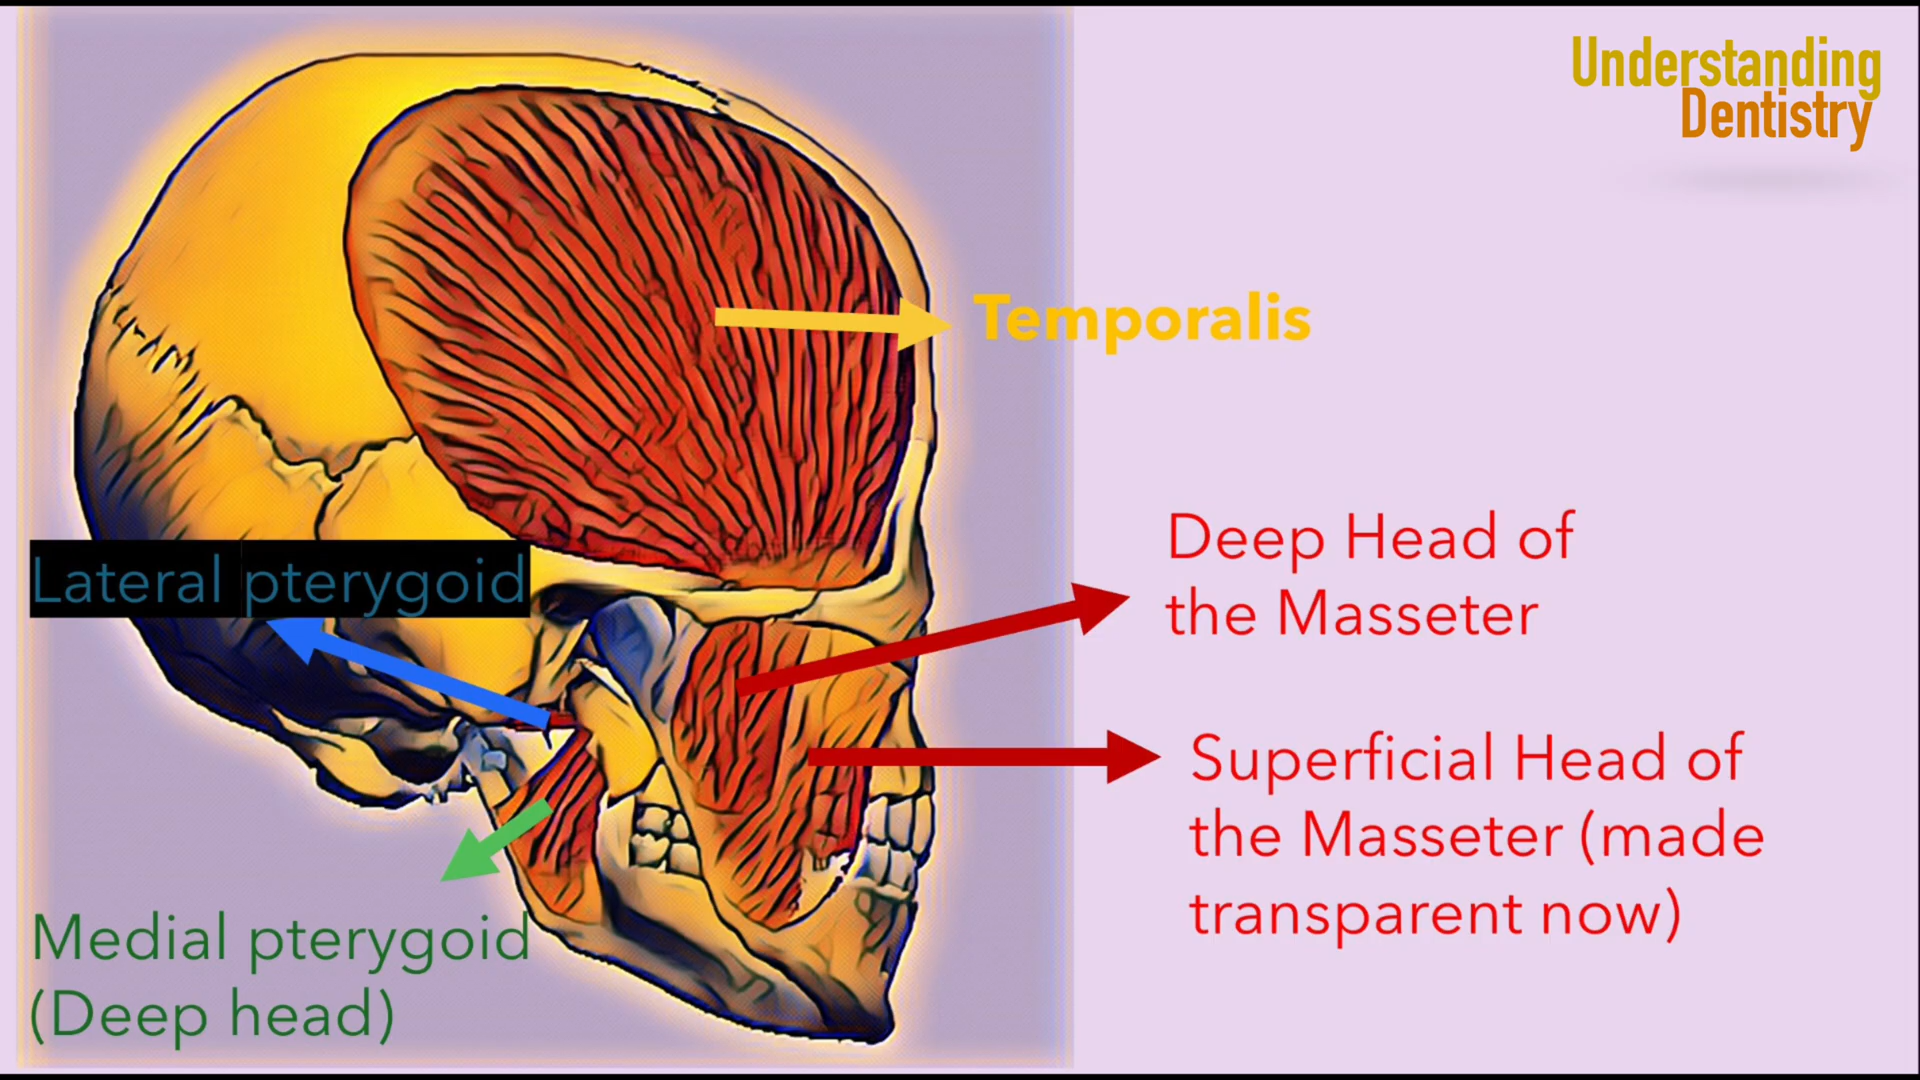 Understanding
Dentistry
Temporalis
Deep Head of
the Masseter
Lateral pterygoid
Superficial Head of
the Masseter (made
transparent now)
Medial pterygoid
(Deep head)